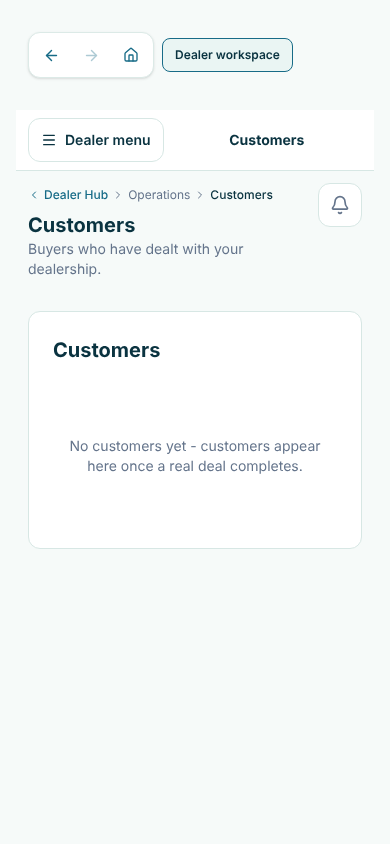 Dealer workspace
Dealer menu
Customers
Dealer Hub
Operations
Customers
Customers
Buyers who have dealt with your
dealership.
Customers
No customers yet - customers appear
here once a real deal completes.